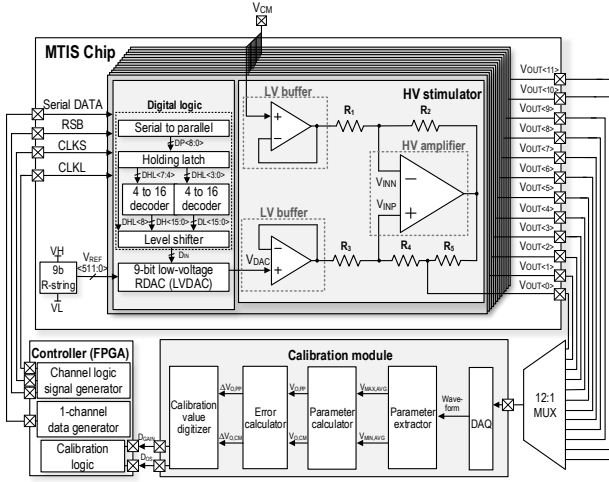 VCM
MTIS Chip
Serial DATA
RSB
CLKS
CLKL
Digital logic
Serial to parallel
DP<8:0>
Holding latch
DHL<7:4>
DHL<3:0>
4 to 16 decoder
4 to 16 decoder
DHL<8>
DH<15:0>
DL<15:0>
Level shifter
DIN
9-bit low-voltage
RDAC (LVDAC)
VH
9b
R-string
VL
VREF
<511:0>
HV stimulator
LV buffer
+
−
R1
R2
HV amplifier
VINN
−
VINP
+
LV buffer
−
+
VDAC
R3
R4
R5
VOUT<11>
VOUT<10>
VOUT<9>
VOUT<8>
VOUT<7>
VOUT<6>
VOUT<5>
VOUT<4>
VOUT<3>
VOUT<2>
VOUT<1>
VOUT<0>
Controller (FPGA)
Channel logic
signal generator
1-channel
data generator
Calibration
logic
DGAIN
DOS
Calibration module
Calibration
value
digitizer
ΔVO,PP
ΔVO,CM
Error
calculator
VO,PP
VO,CM
Parameter
calculator
VMAX,AVG
VMIN,AVG
Parameter
extractor
Wave-
form
DAQ
12:1
MUX